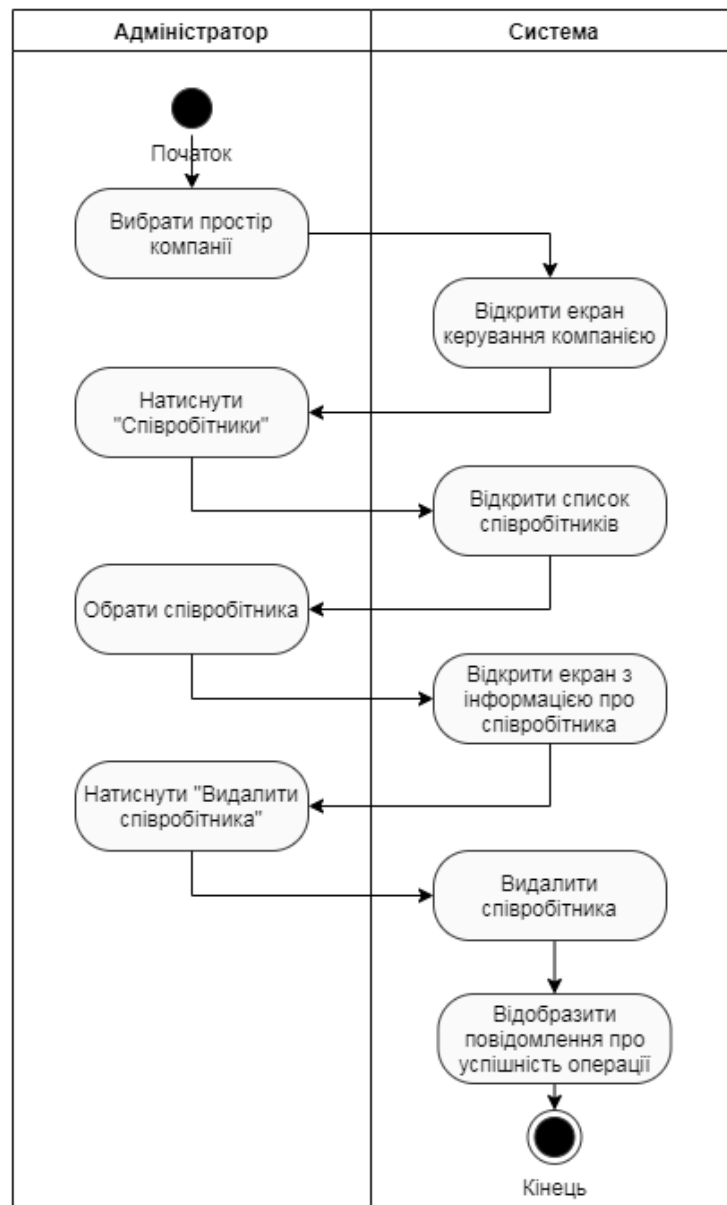 Адміністратор
Система
Початок
Вибрати простір
компанії
Відкрити екран
керування компанією
Натиснути
"Співробітники"
Відкрити список
співробітників
Обрати співробітника
Відкрити екран з
інформацією про
співробітника
Натиснути "Видалити
співробітника"
Видалити
співробітника
Відобразити
повідомлення про
успішність операції
Кінець